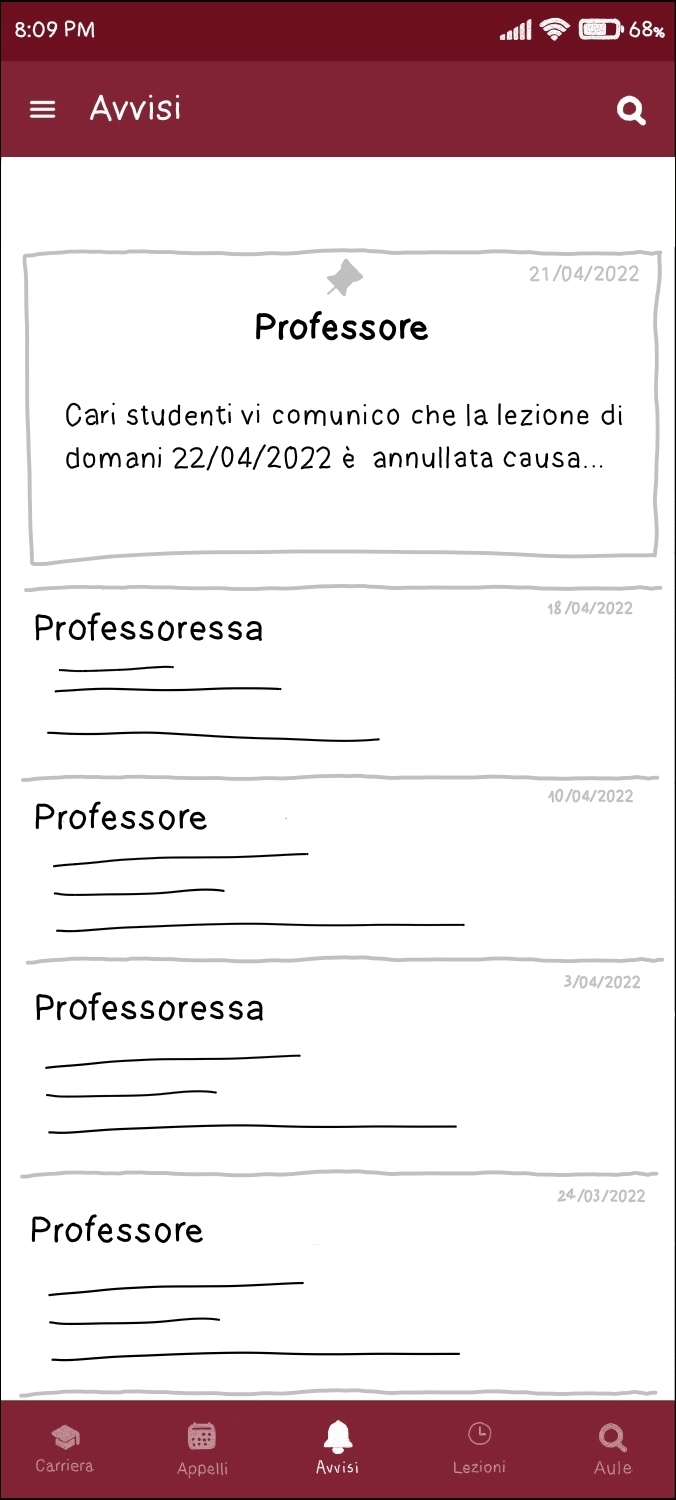 8:09 PM 68%
Avvisi
21/04/2022
Professore
Cari studenti vi comunico che la lezione di
domani 22/04/2022 è annullata causa...
18/04/2022
Professoressa
10/04/2022
Professore
3/04/2022
Professoressa
24/03/2022
Professore
Carriera Appelli Avvisi Lezioni Aule